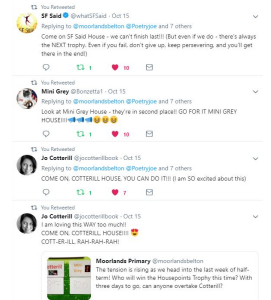 You Retweeted
SF Said @whatSFSaid · Oct 15
Replying to @moorlandsbelton @Poetryjoe and 7 others
Come on SF Said House - we can't finish last!!! (But even if we do - there's always
the NEXT trophy. Even if you fail, don't give up, keep persevering, and you'll get
there in the end!)
1
10
You Retweeted
Mini Grey @Bonzetta1 · Oct 15
Replying to @moorlandsbelton @Poetryjoe and 7 others
Look at Mini Grey House - they're in second place!! GO FOR IT MINI GREY
HOUSE!!!!
1
10
You Retweeted
Jo Cotterill @jocotterillbook · Oct 15
Replying to @moorlandsbelton @Poetryjoe and 7 others
COME ON, COTTERILL HOUSE, YOU CAN DO IT!!! (I am SO excited about this)
1
7
You Retweeted
Jo Cotterill @jocotterillbook · Oct 15
I am loving this WAY too much!!
COME ON, COTTERILL HOUSE!!!!
COTT-ER-ILL. RAH-RAH-RAH!
Moorlands Primary @moorlandsbelton
The tension is rising as we head into the last week of half-
term! Who will win the Housepoints Trophy this time? With
three days to go, can anyone overtake Cotterill?